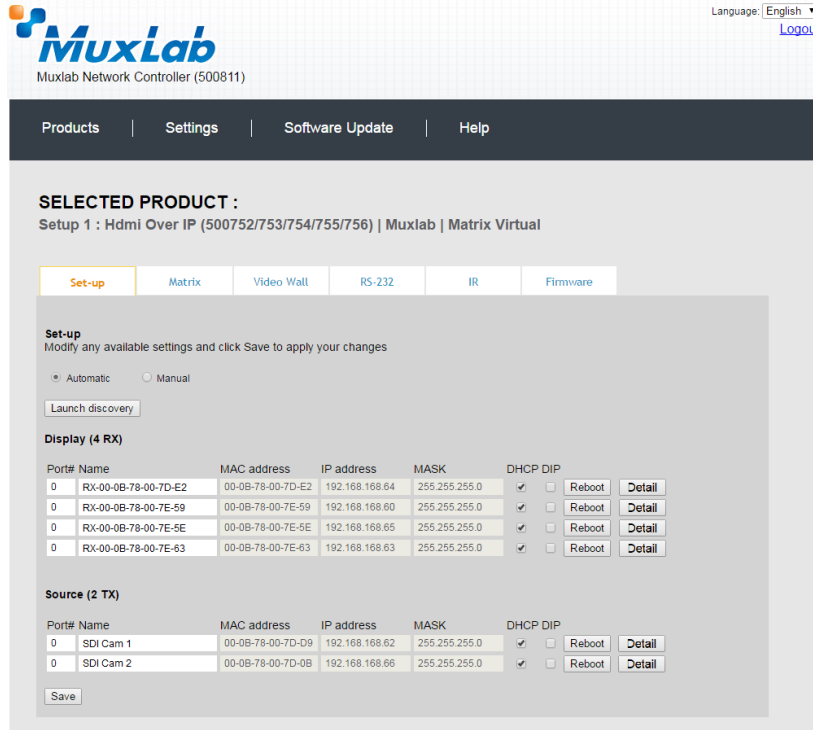 Language: English
Logou
MuxLab
Muxlab Network Controller (500811)
Products | Settings | Software Update | Help
SELECTED PRODUCT :
Setup 1 : Hdmi Over IP (500752/753/754/755/756) | Muxlab | Matrix Virtual
Set-up Matrix Video Wall RS-232 IR Firmware
Set-up
Modify any available settings and click Save to apply your changes
Automatic Manual
Launch discovery
Display (4 RX)
Port# Name MAC address IP address MASK DHCP DIP
0 RX-00-0B-78-00-7D-E2 00-0B-78-00-7D-E2 192.168.168.64 255.255.255.0 Reboot Detail
0 RX-00-0B-78-00-7E-59 00-0B-78-00-7E-59 192.168.168.60 255.255.255.0 Reboot Detail
0 RX-00-0B-78-00-7E-5E 00-0B-78-00-7E-5E 192.168.168.65 255.255.255.0 Reboot Detail
0 RX-00-0B-78-00-7E-63 00-0B-78-00-7E-63 192.168.168.63 255.255.255.0 Reboot Detail
Source (2 TX)
Port# Name MAC address IP address MASK DHCP DIP
0 SDI Cam 1 00-0B-78-00-7D-D9 192.168.168.62 255.255.255.0 Reboot Detail
0 SDI Cam 2 00-0B-78-00-7D-0B 192.168.168.66 255.255.255.0 Reboot Detail
Save